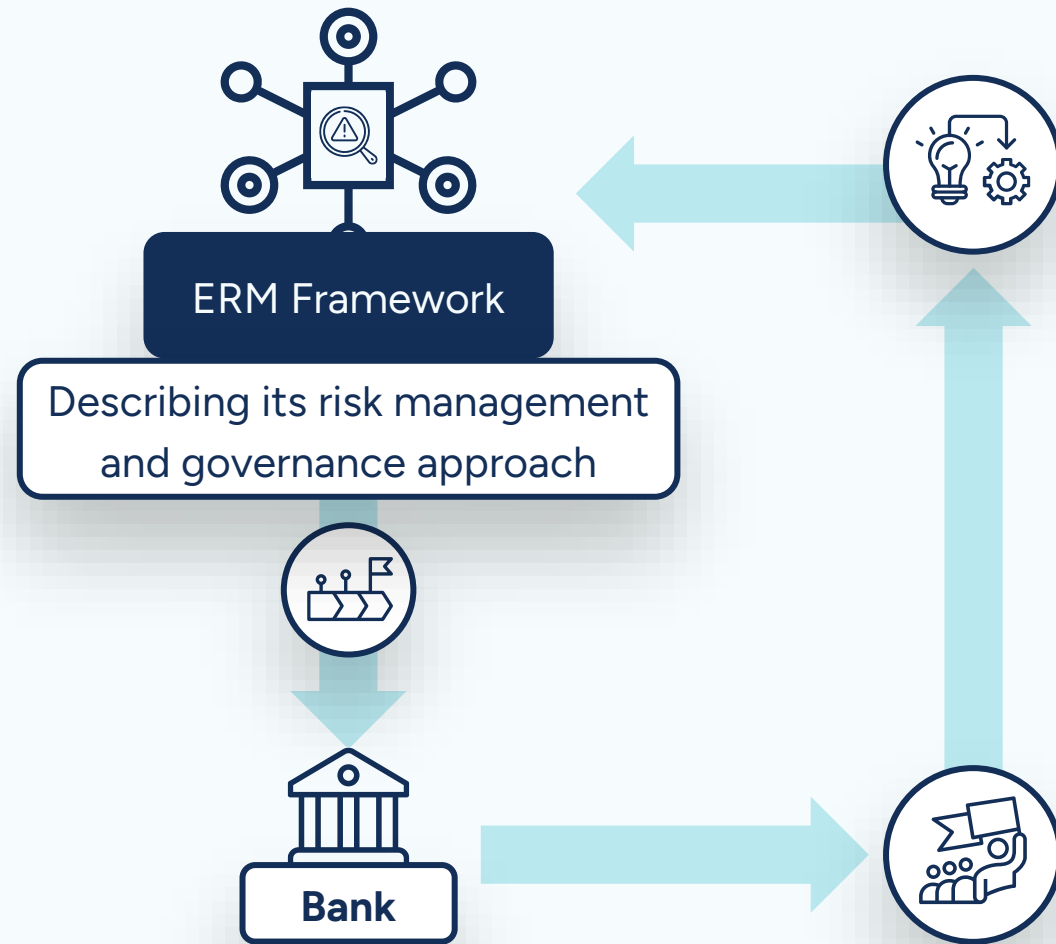 ERM Framework
Describing its risk management
and governance approach
Bank